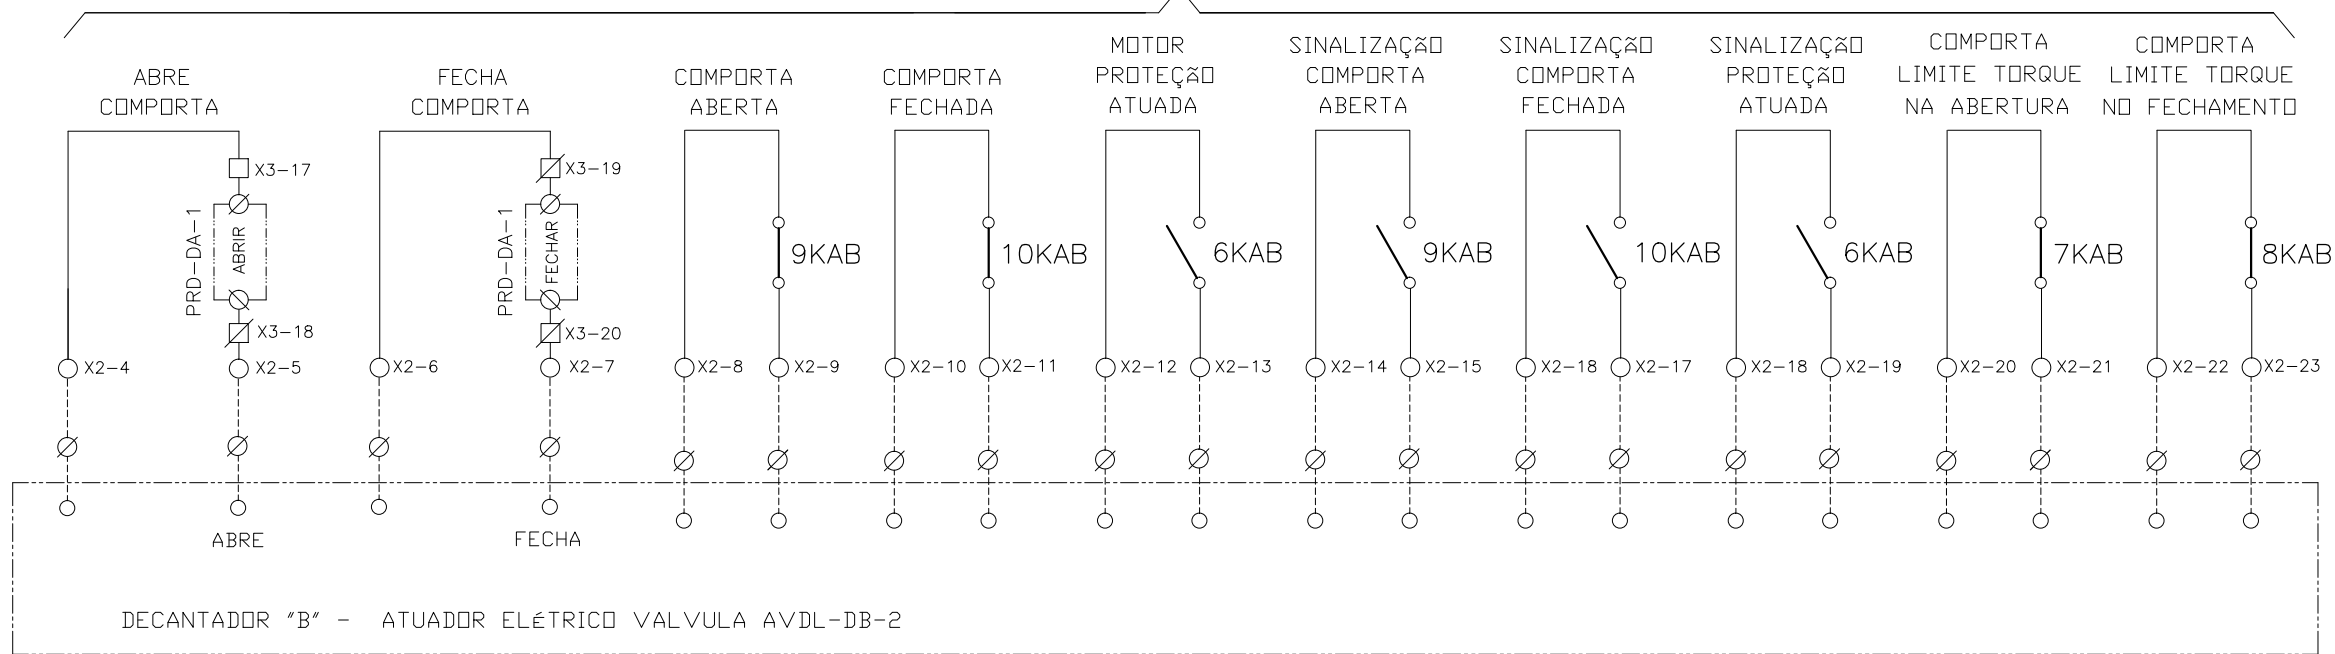 ABRE
COMPORTA
FECHA
COMPORTA
COMPORTA
ABERTA
COMPORTA
FECHADA
MOTOR
PROTEÇÃO
ATUADA
SINALIZAÇÃO
COMPORTA
ABERTA
SINALIZAÇÃO
COMPORTA
FECHADA
SINALIZAÇÃO
PROTEÇÃO
ATUADA
COMPORTA
LIMITE TORQUE
NA ABERTURA
COMPORTA
LIMITE TORQUE
NO FECHAMENTO
X3-17
X3-19
PRD-DA-1
ABRIR
PRD-DA-1
FECHAR
9KAB
10KAB
6KAB
9KAB
10KAB
6KAB
7KAB
8KAB
X3-18
X3-20
X2-4
X2-5
X2-6
X2-7
X2-8
X2-9
X2-10
X2-11
X2-12
X2-13
X2-14
X2-15
X2-18
X2-17
X2-18
X2-19
X2-20
X2-21
X2-22
X2-23
ABRE
FECHA
DECANTADOR "B" - ATUADOR ELÉTRICO VALVULA AVDL-DB-2